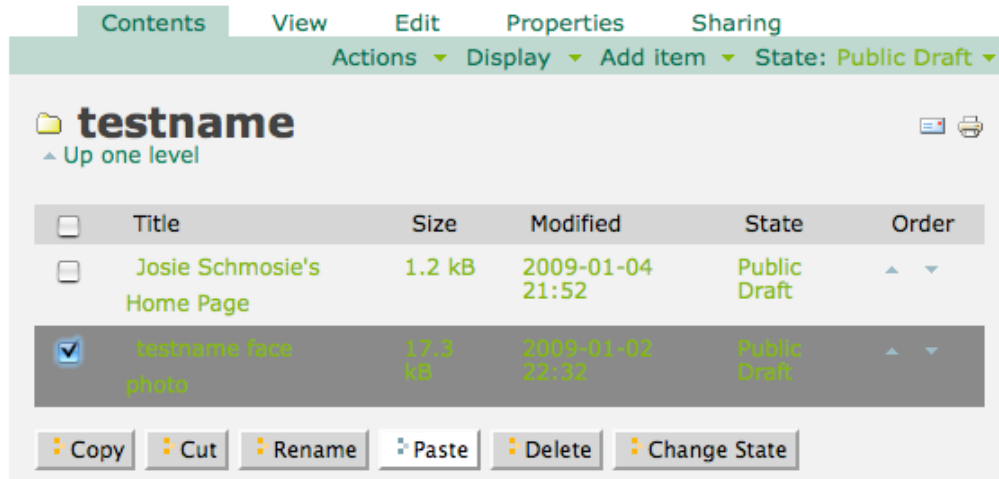 Contents View Edit Properties Sharing
Actions Display Add item State: Public Draft
testname
Up one level
Title Size Modified State Order
Josie Schmosie's 1.2 kB 2009-01-04 Public
Home Page 21:52 Draft
testname face 17.3 2009-01-02 Public
photo kB 22:32 Draft
Copy Cut Rename Paste Delete Change State